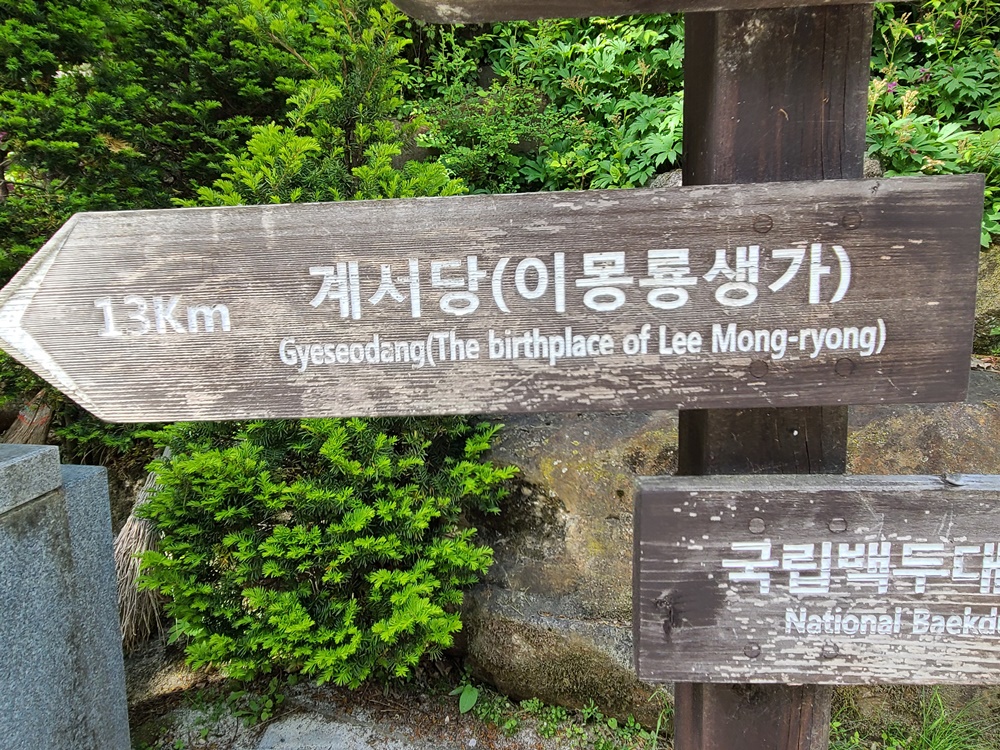 계서당(이몽룡생가)
13Km
Gyeseodang(The birthplace of Lee Mong-ryong)
국립백두대
National Baekd